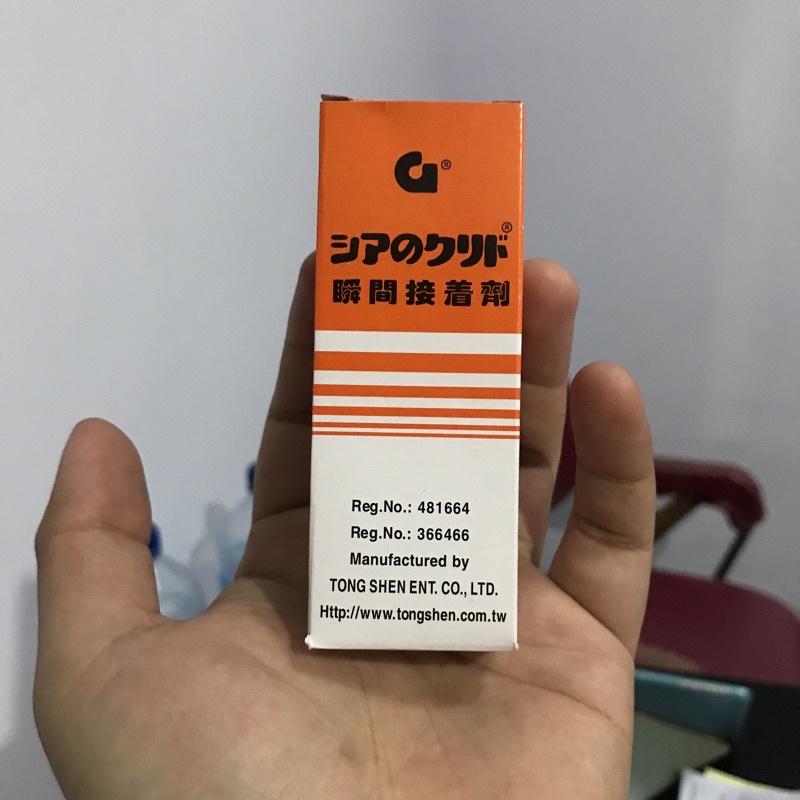 ®
シアのクリド®
瞬間接着劑
Reg.No.: 481664
Reg.No.: 366466
Manufactured by
TONG SHEN ENT. CO., LTD.
Http://www.tongshen.com.tw